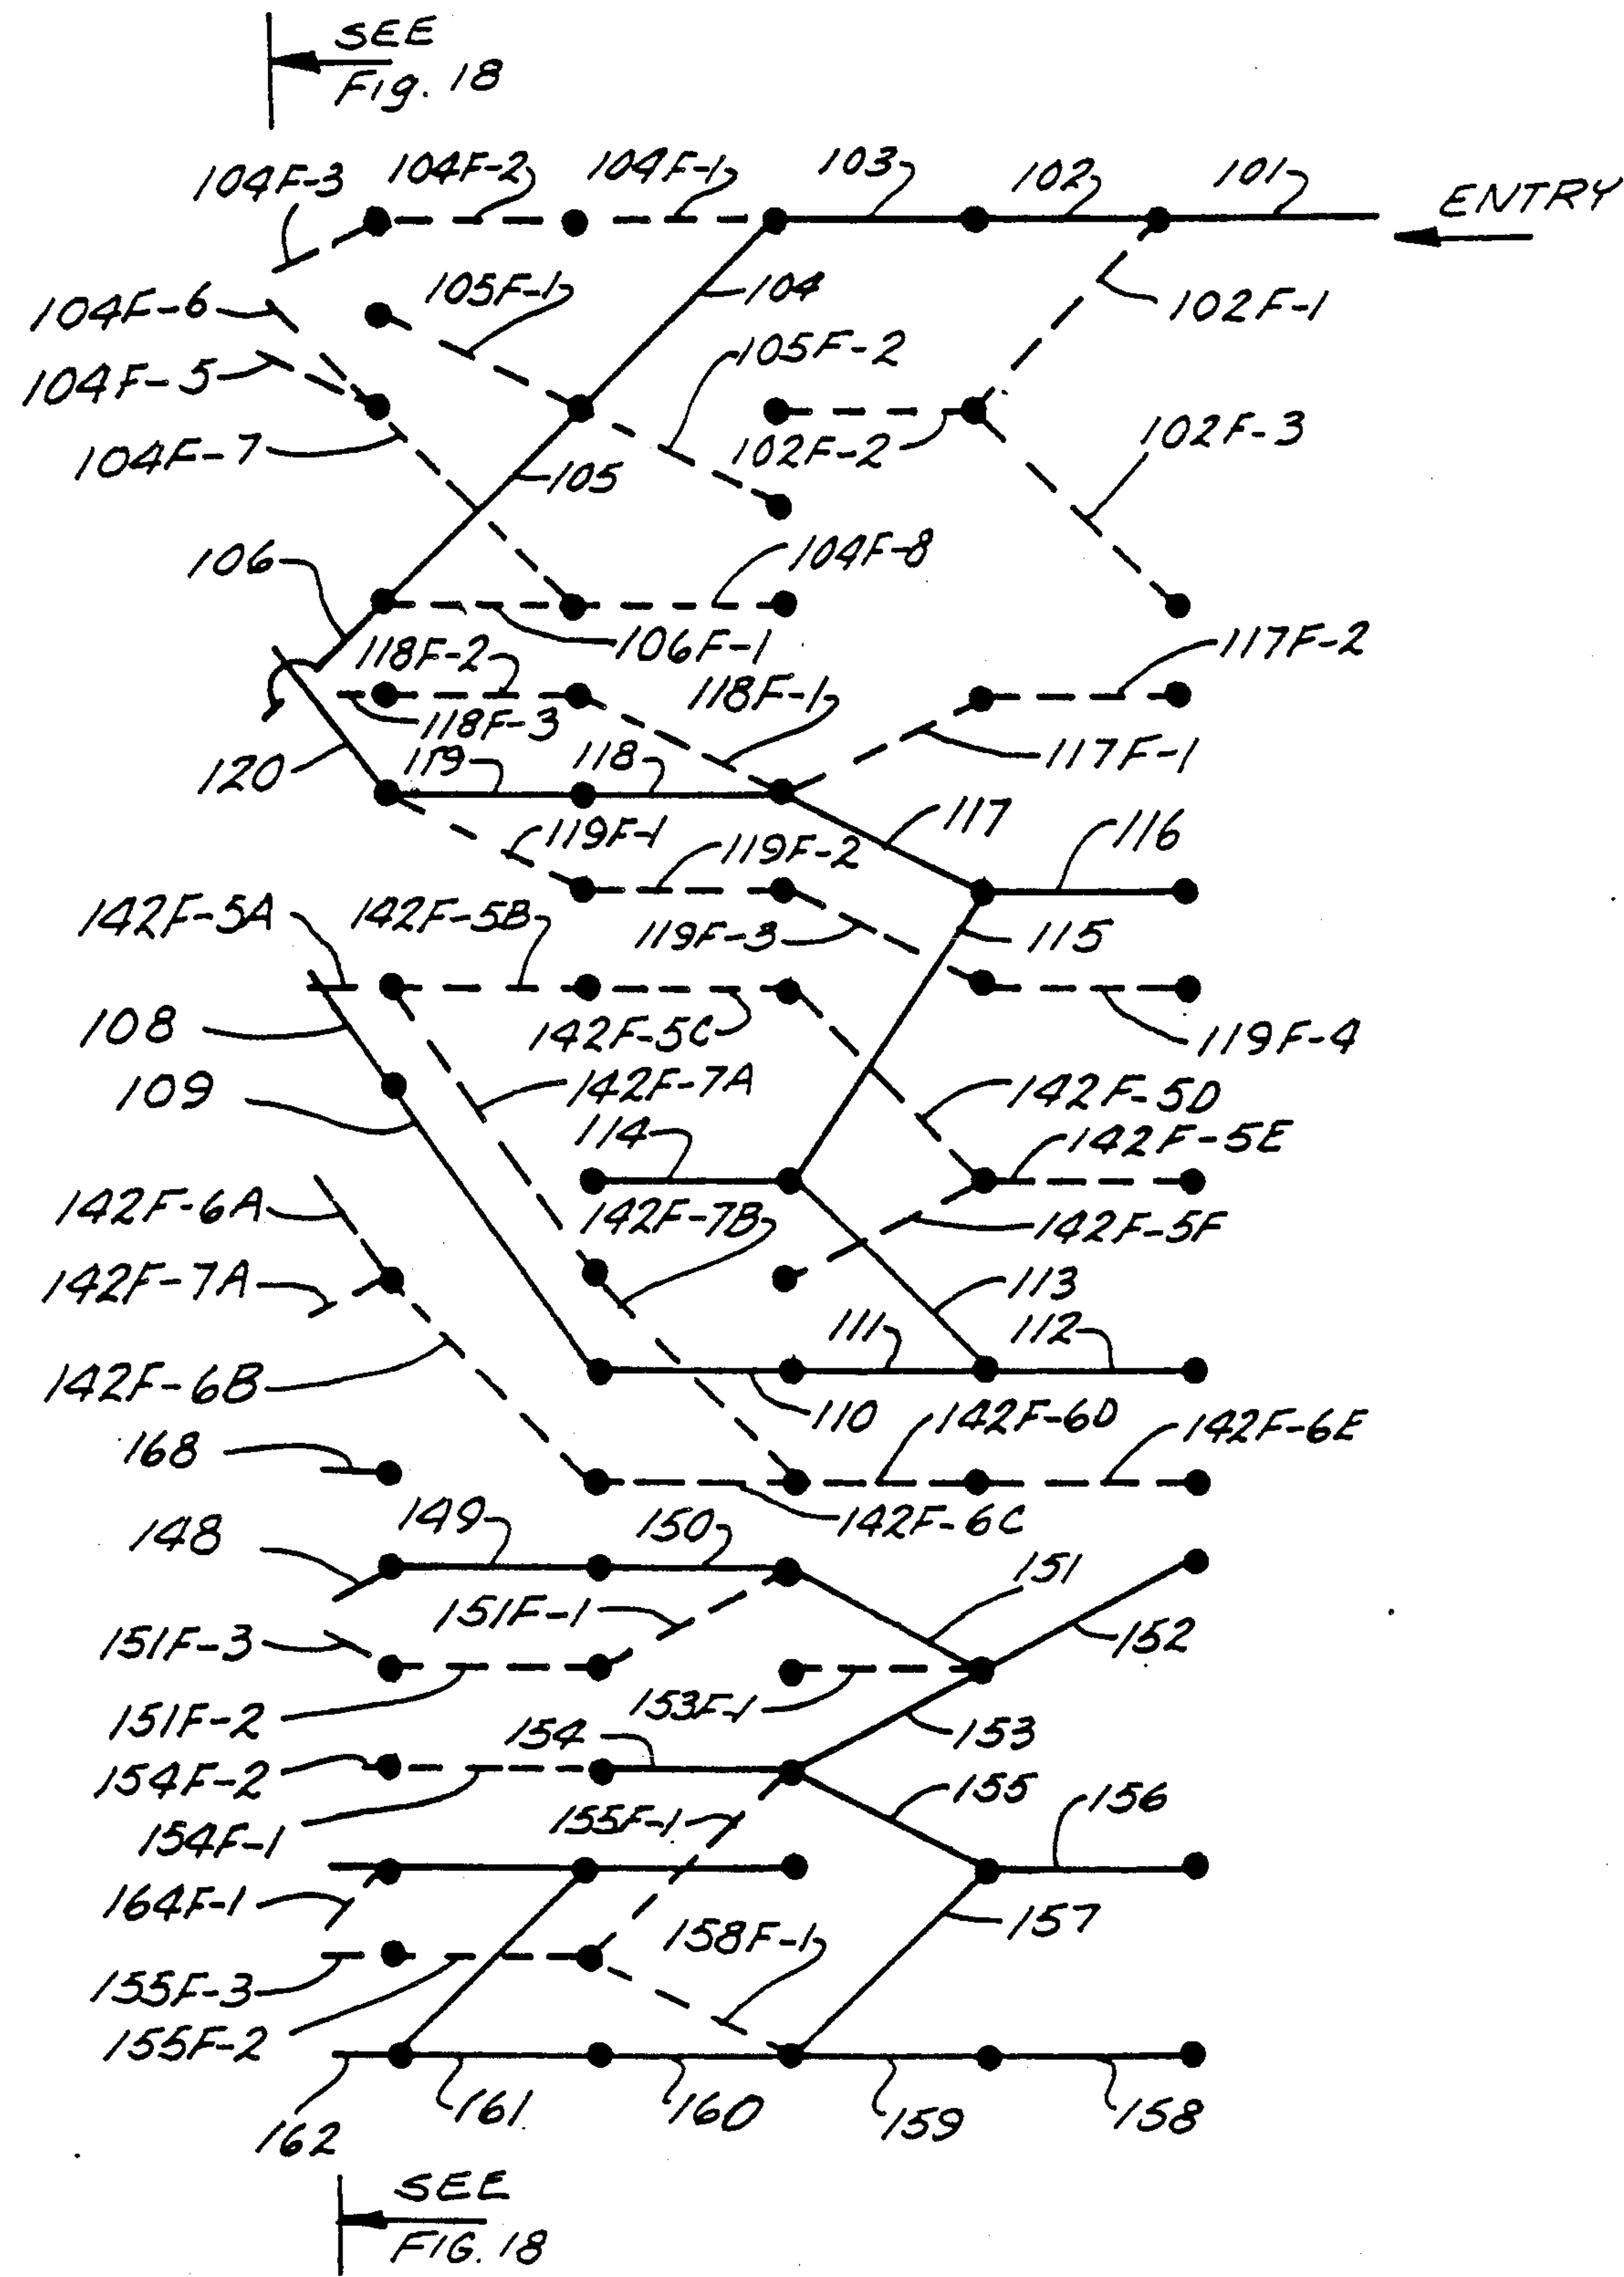 SEE
Fig. 18
104F-3 104F-2 104F-1 103 102 101
ENTRY
105F-1 104 102F-1
104F-6
105F-2
104F-5
102F-2 102F-3
104F-7 105
104F-8
106
106F-1 117F-2
118F-2 118F-1
118F-3 117F-1
120 119 118
119F-1 119F-2 117 116
142F-5A 142F-5B 119F-3 115
108 142F-5C 119F-4
109 142F-7A 142F-5D
114 142F-5E
142F-6A 142F-7B 142F-5F
142F-7A 113
111 112
142F-6B
110 142F-6D 142F-6E
168
142F-6C
148 149 150
151
151F-1
151F-3 152
151F-2 153F-1 153
154
154F-2
155 156
154F-1 155F-1
164F-1 157
158F-1
155F-3
155F-2
162 161 160 159 158
SEE
FIG. 18